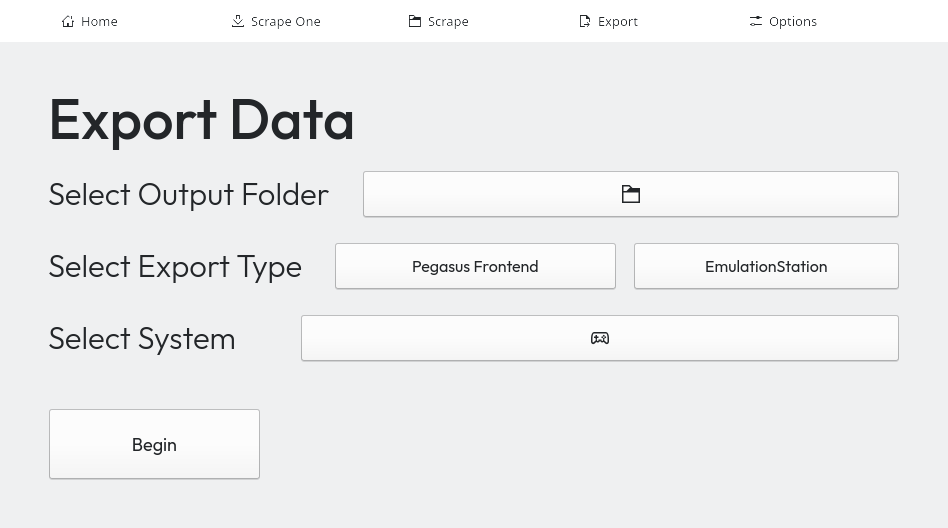 Home Scrape One Scrape Export Options
Export Data
Select Output Folder
Select Export Type Pegasus Frontend EmulationStation
Select System
Begin